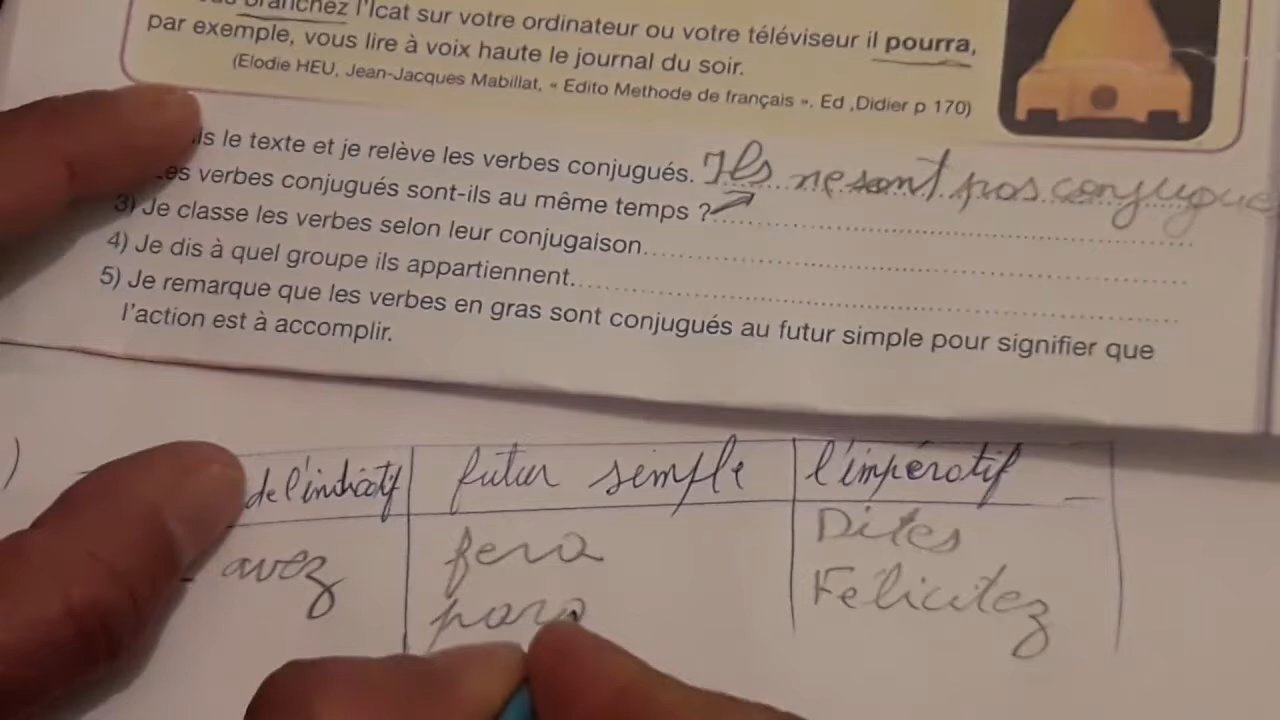 branchez l'Icat sur votre ordinateur ou votre téléviseur il pourra,
par exemple, vous lire à voix haute le journal du soir.
(Elodie HEU, Jean-Jacques Mabillat, « Edito Methode de français ». Ed ,Didier p 170)
is le texte et je relève les verbes conjugués. Ils ne sont pas conjugué
es verbes conjugués sont-ils au même temps ?
3) Je classe les verbes selon leur conjugaison.
4) Je dis à quel groupe ils appartiennent.
5) Je remarque que les verbes en gras sont conjugués au futur simple pour signifier que
l'action est à accomplir.
) de l'indicatif futur simple l'impératif
avez fera Dites
Félicitez